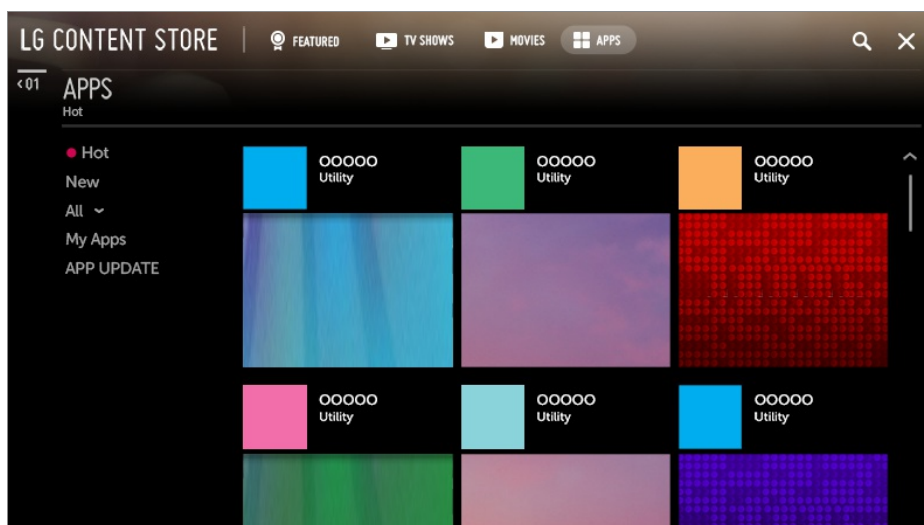 LG CONTENT STORE
FEATURED
TV SHOWS
MOVIES
APPS
<01
APPS
Hot
Hot
New
All
My Apps
APP UPDATE
OOOOO
Utility
OOOOO
Utility
OOOOO
Utility
OOOOO
Utility
OOOOO
Utility
OOOOO
Utility